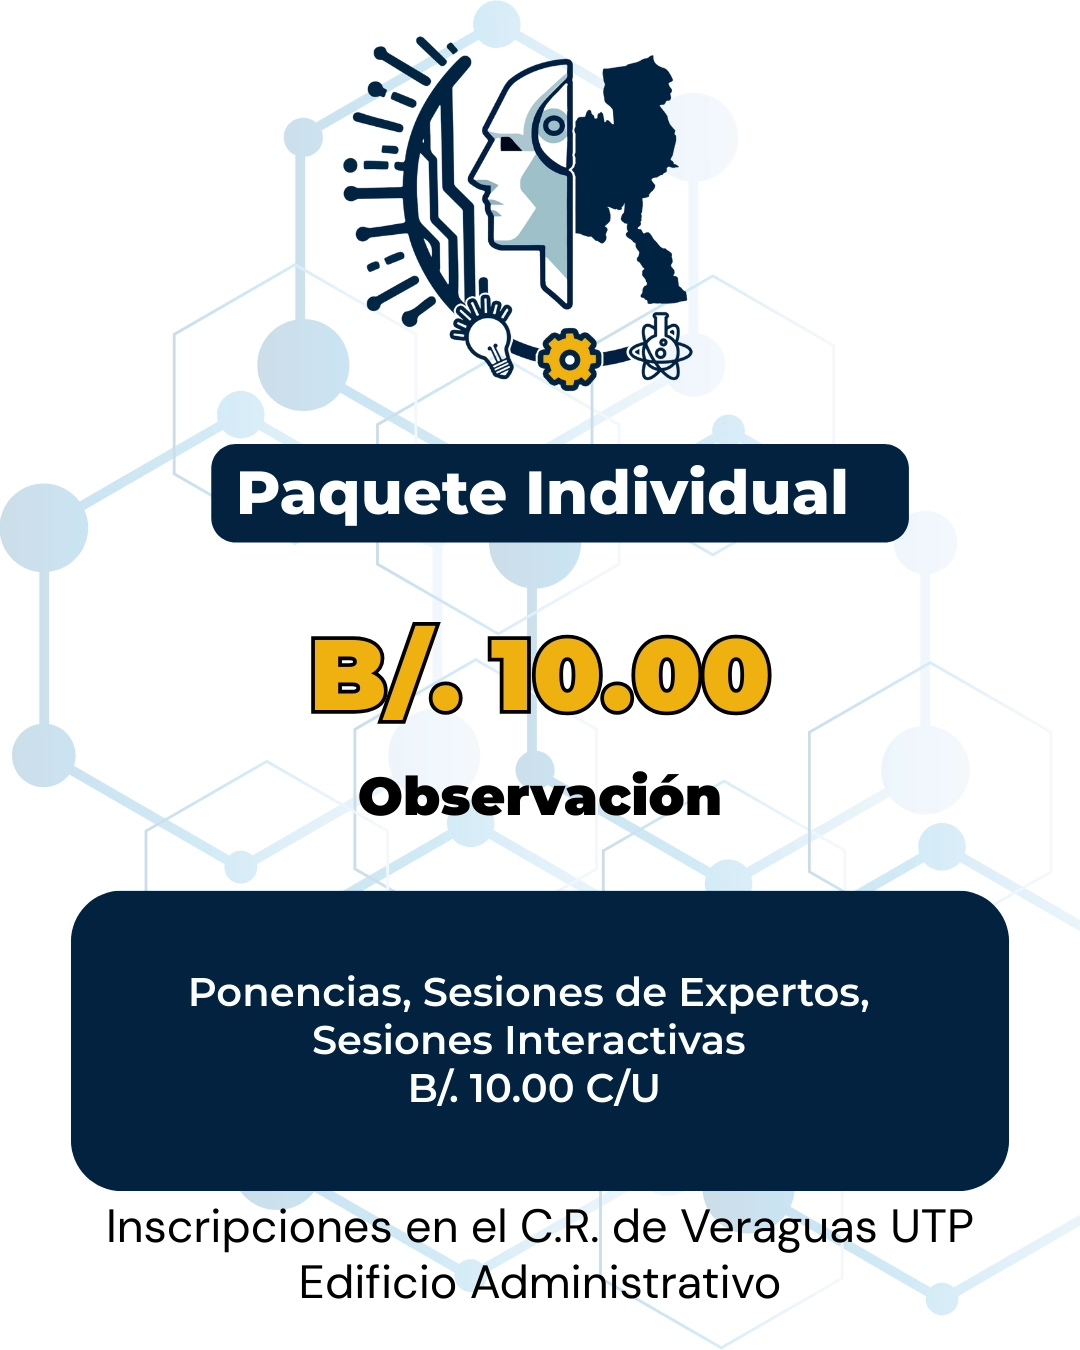 Paquete Individual
B/. 10.00
Observación
Ponencias, Sesiones de Expertos,
Sesiones Interactivas
B/. 10.00 C/U
Inscripciones en el C.R. de Veraguas UTP
Edificio Administrativo